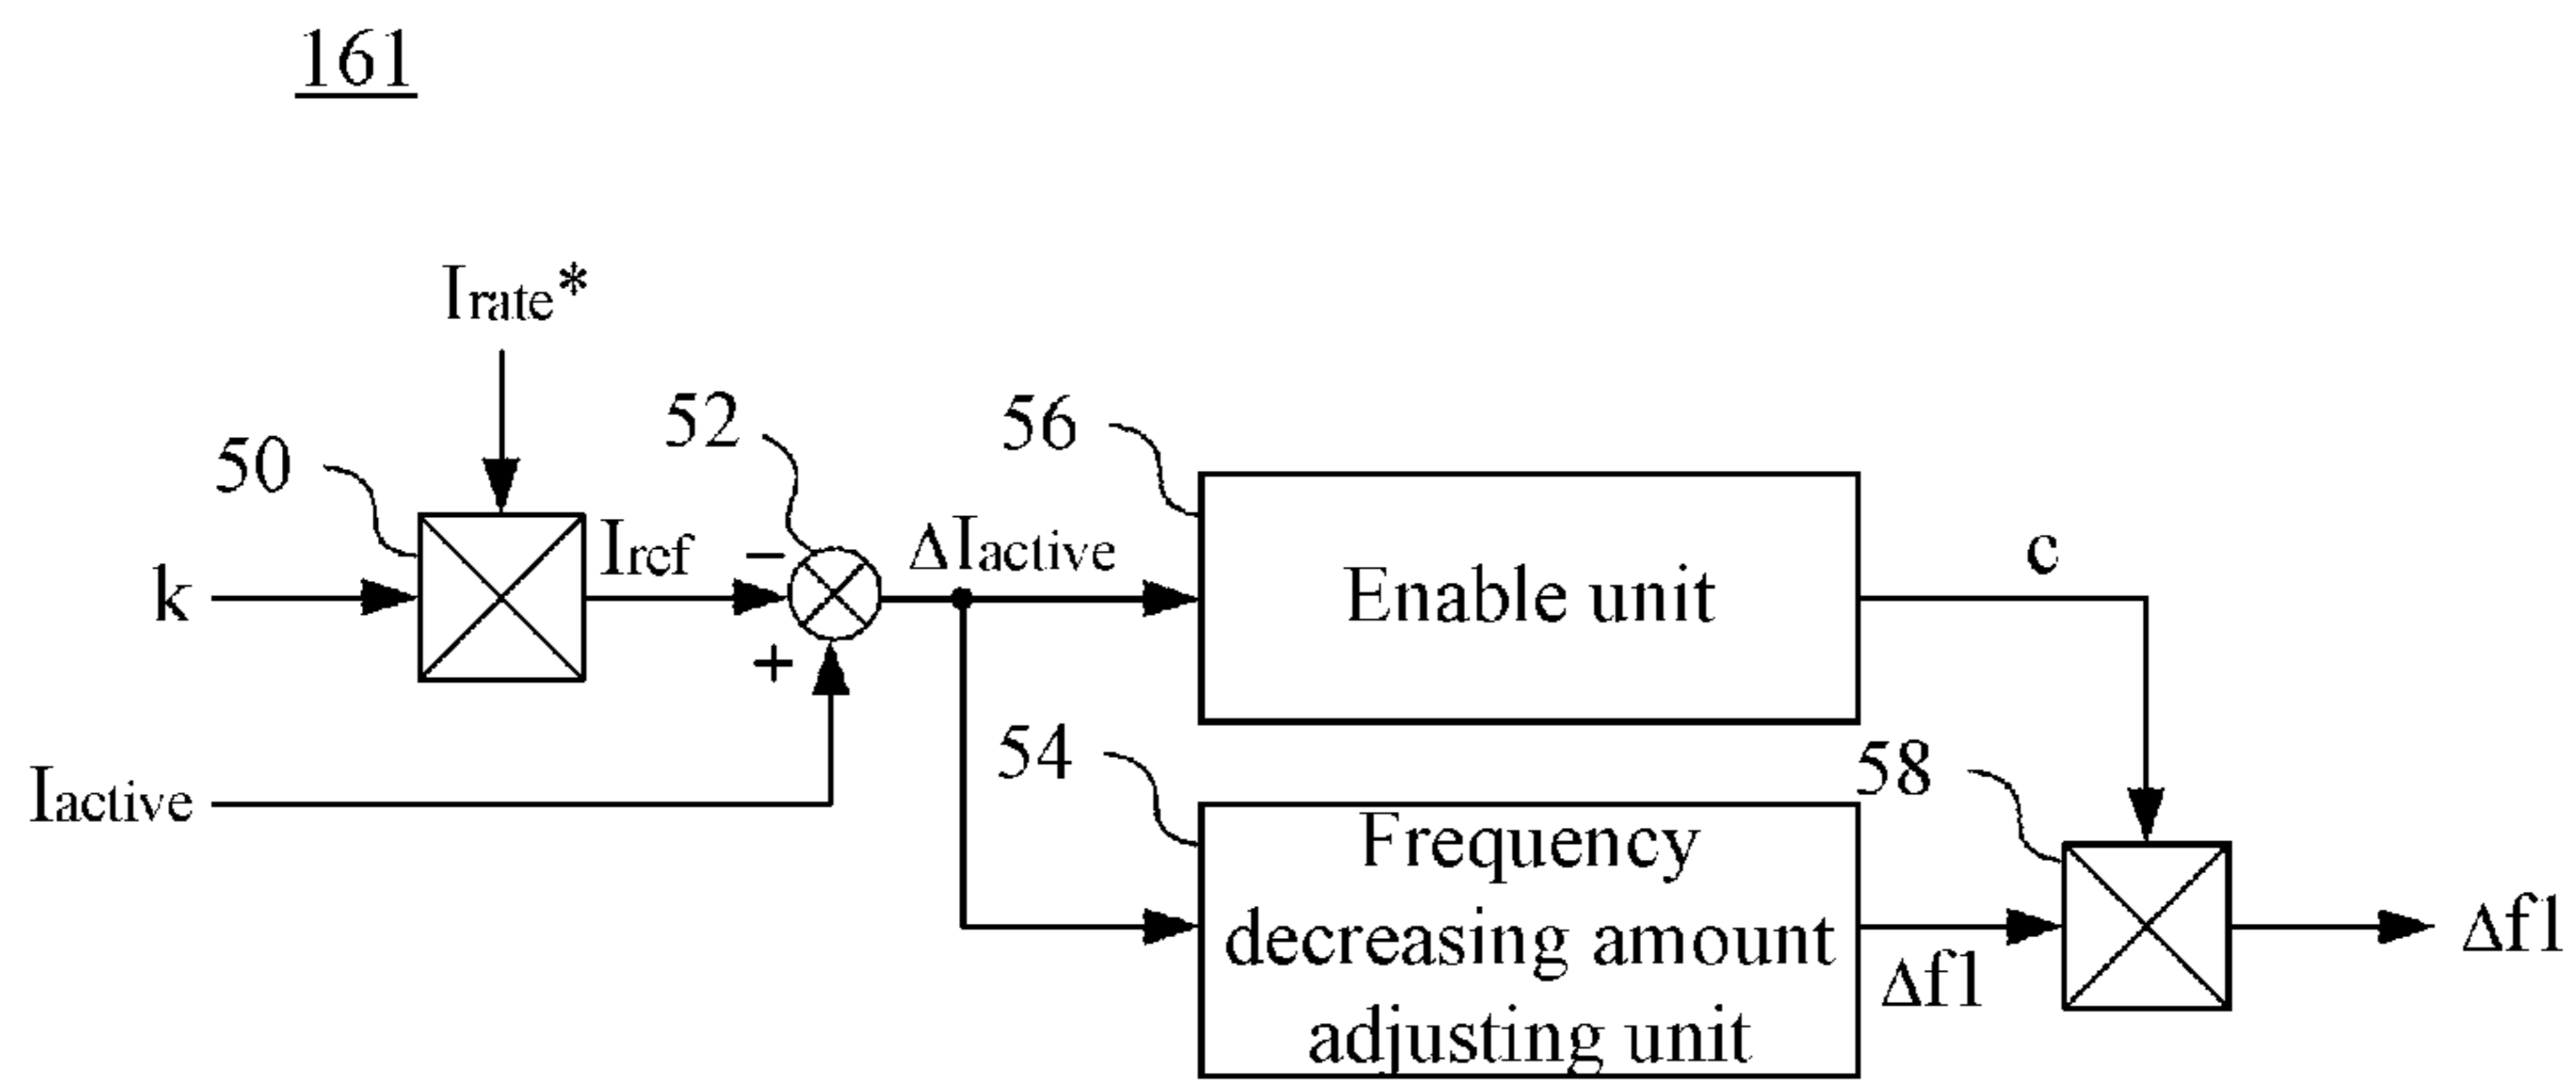 161
Irate*
52
56
50
Iref
−
ΔIactive
Enable unit
c
k
+
54
58
Iactive
Frequency
decreasing amount
adjusting unit
Δf1
Δf1